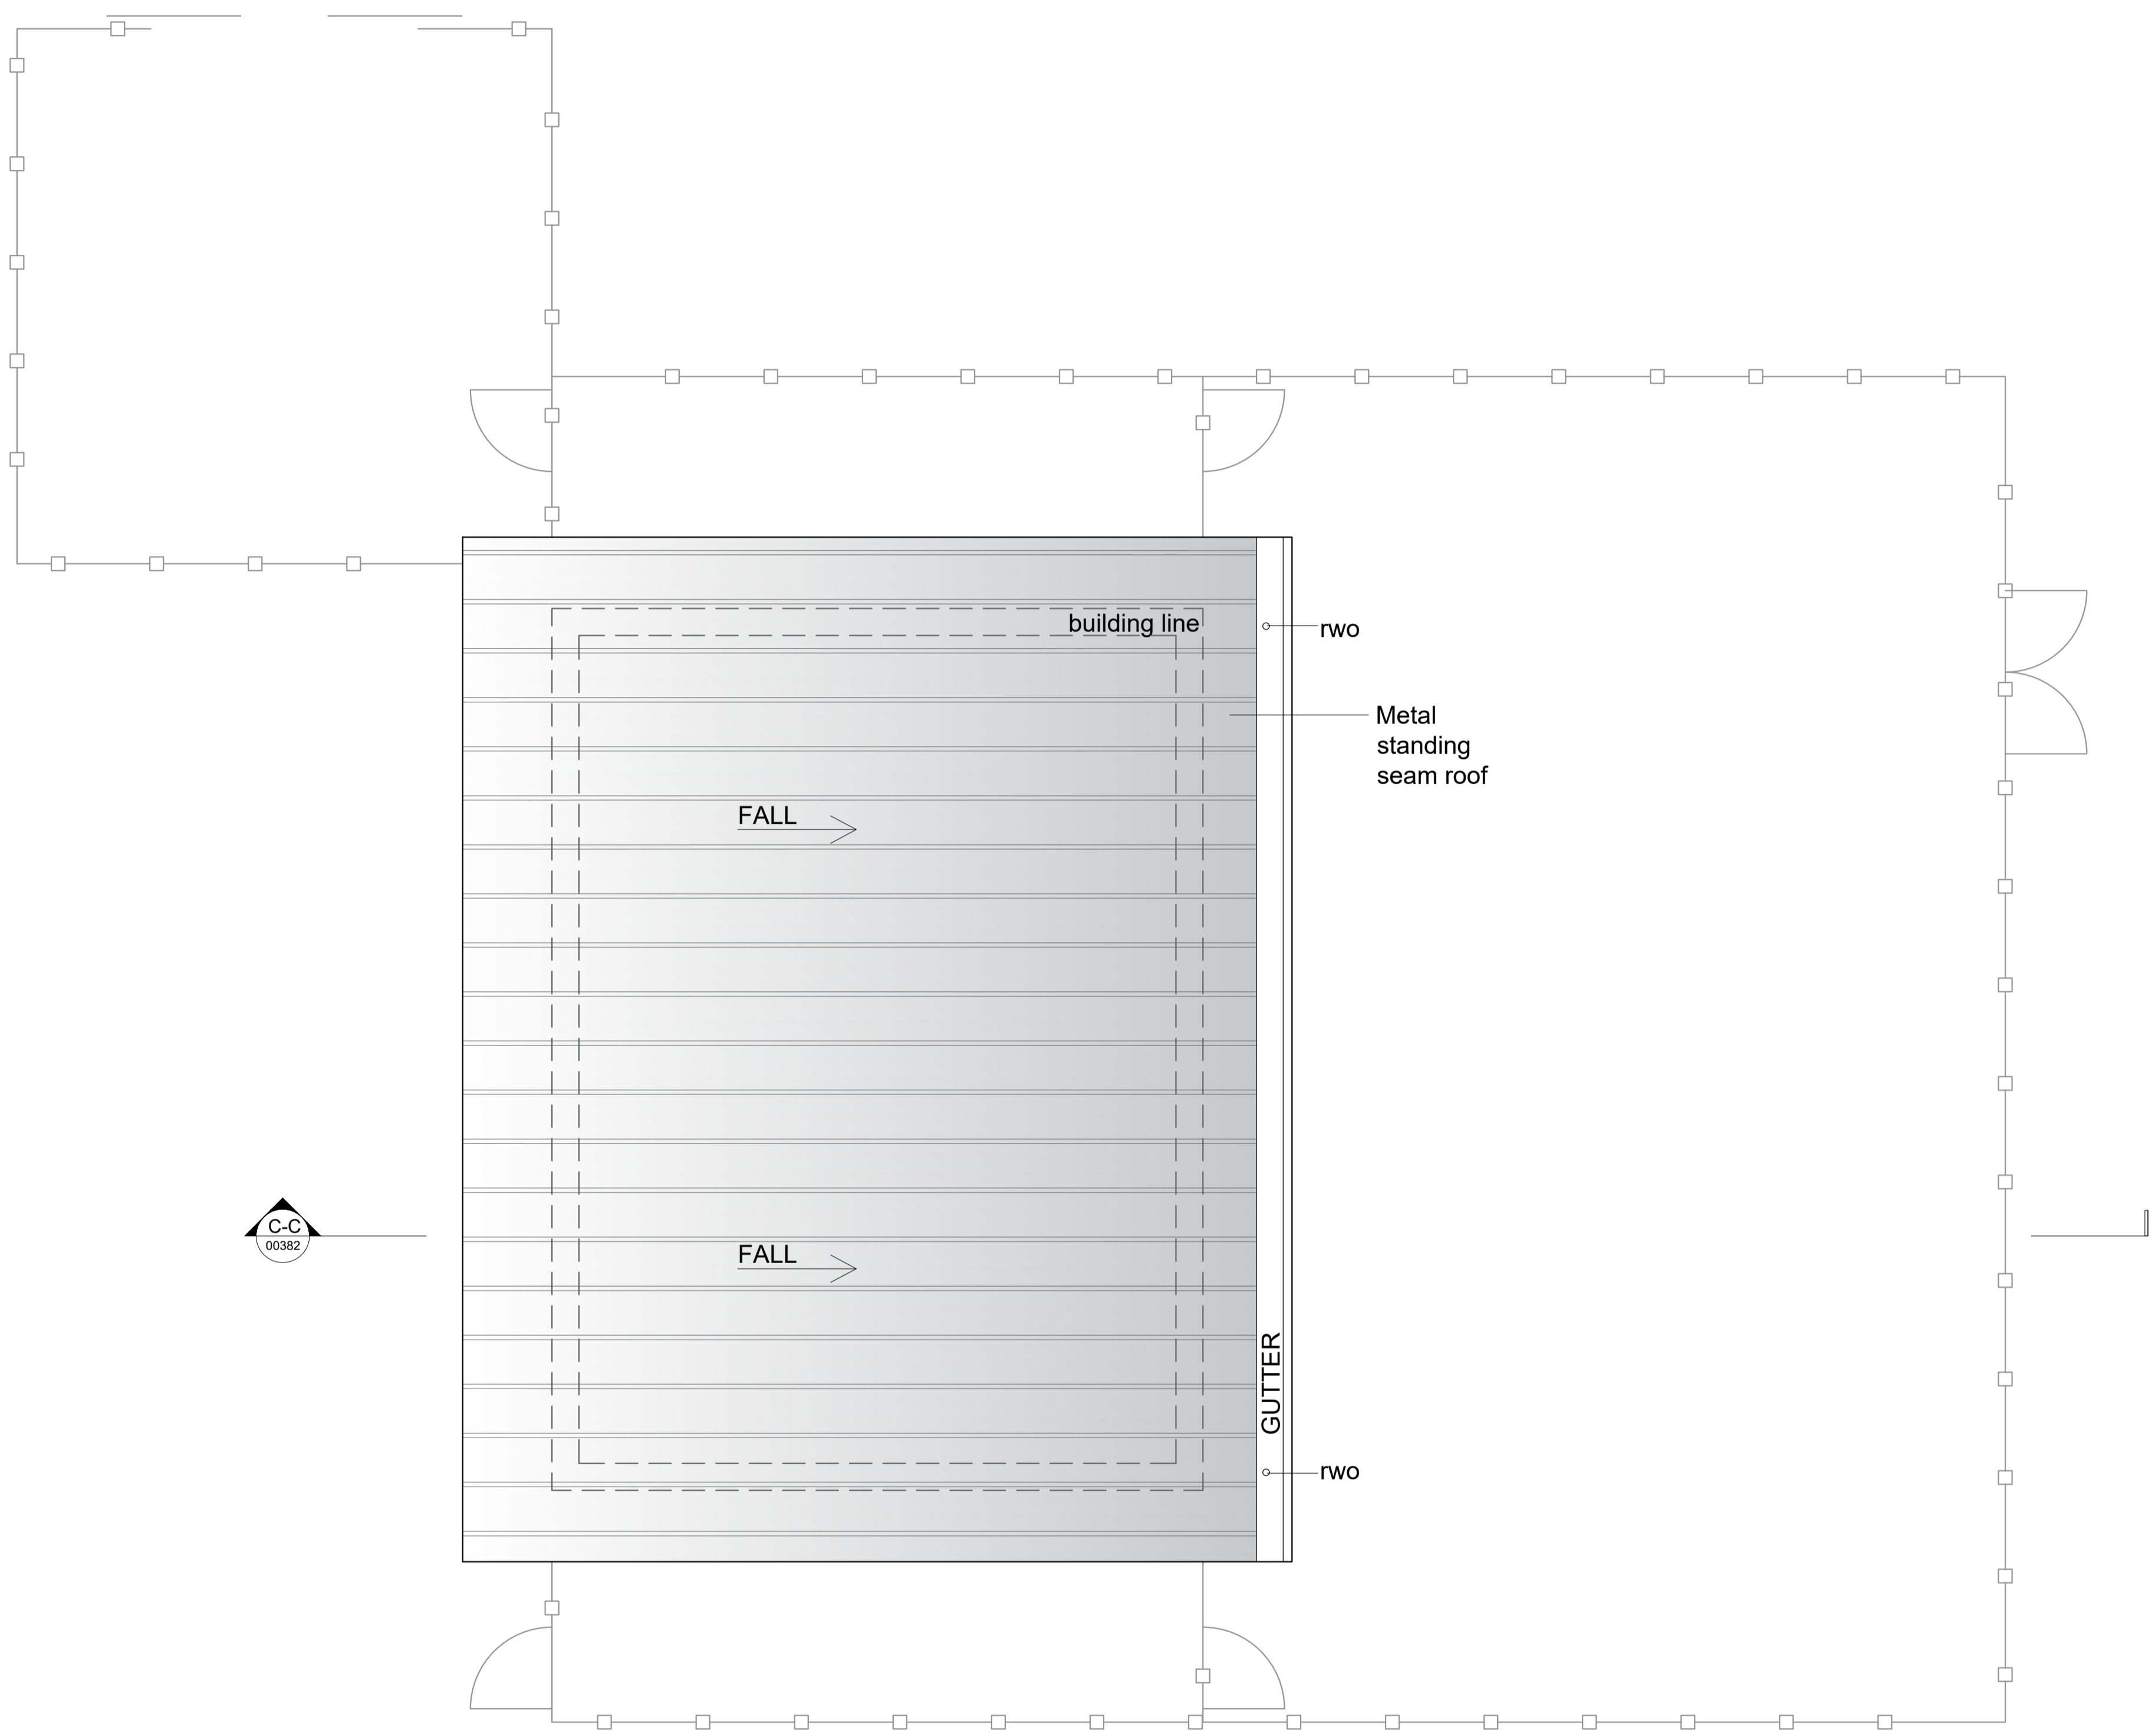 building line
rwo
Metal
standing
seam roof
FALL
C-C
00382
FALL
GUTTER
rwo